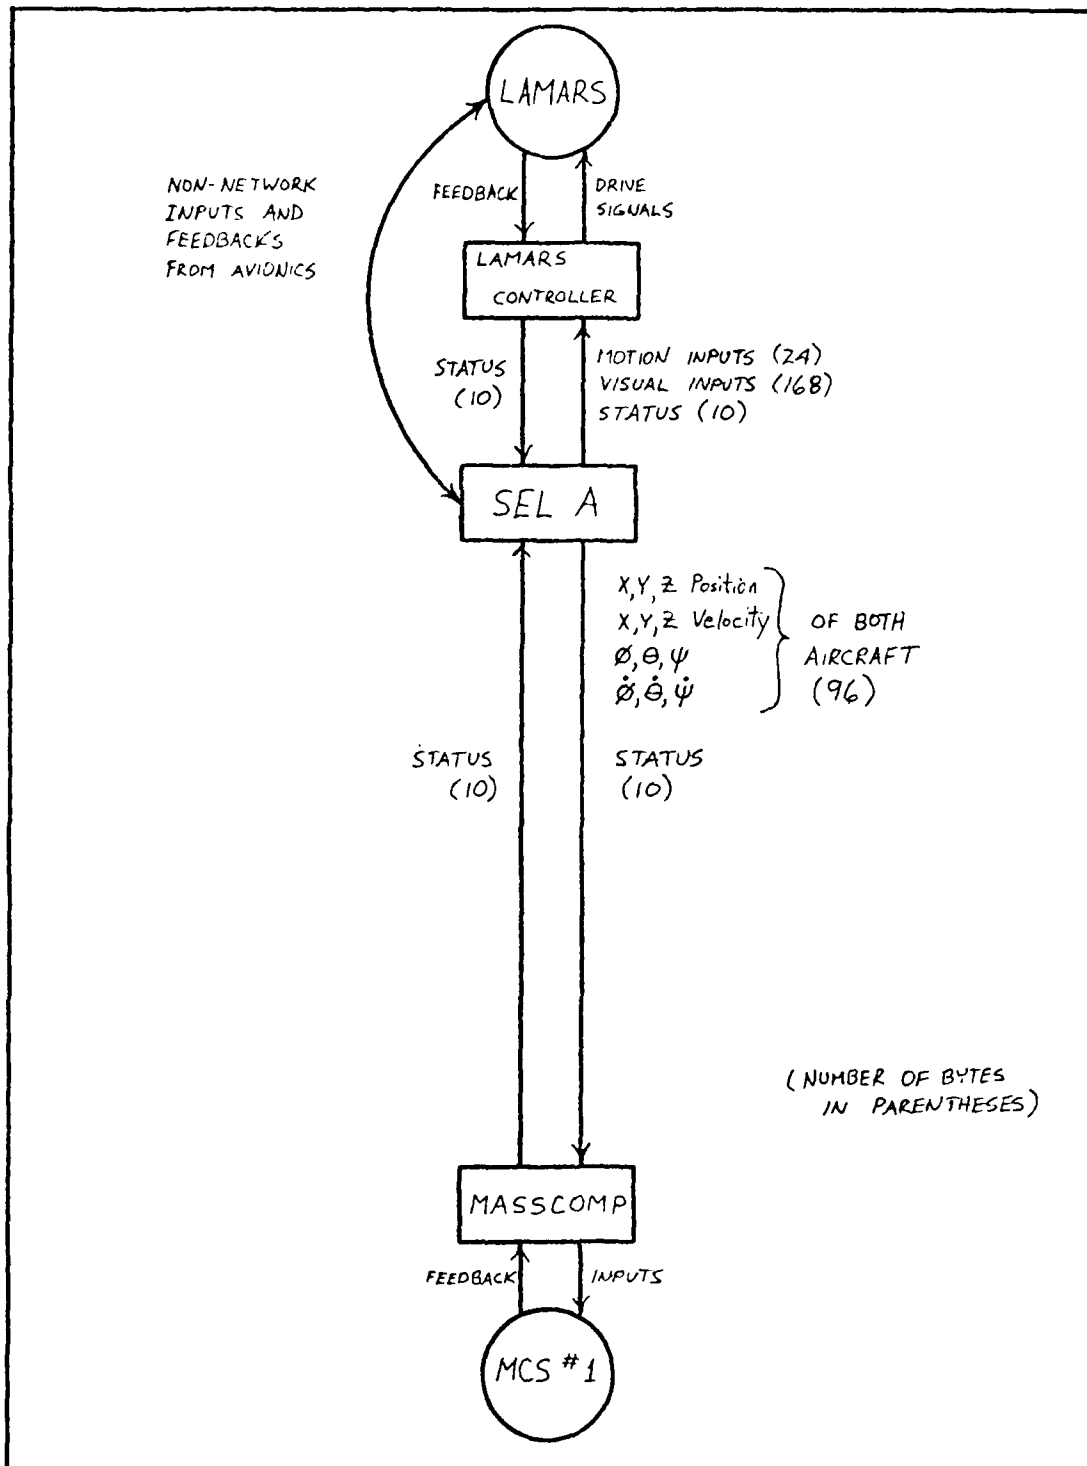 LAMARS
NON-NETWORK
INPUTS AND
FEEDBACKS
FROM AVIONICS
FEEDBACK
DRIVE
SIGNALS
LAMARS
CONTROLLER
STATUS
(10)
MOTION INPUTS (24)
VISUAL INPUTS (168)
STATUS (10)
SEL A
X,Y,Z Position
X,Y,Z Velocity
ø,θ,ψ
ø̇,θ̇,ψ̇
OF BOTH
AIRCRAFT
(96)
STATUS
(10)
STATUS
(10)
(NUMBER OF BYTES
IN PARENTHESES)
MASSCOMP
FEEDBACK
INPUTS
MCS #1